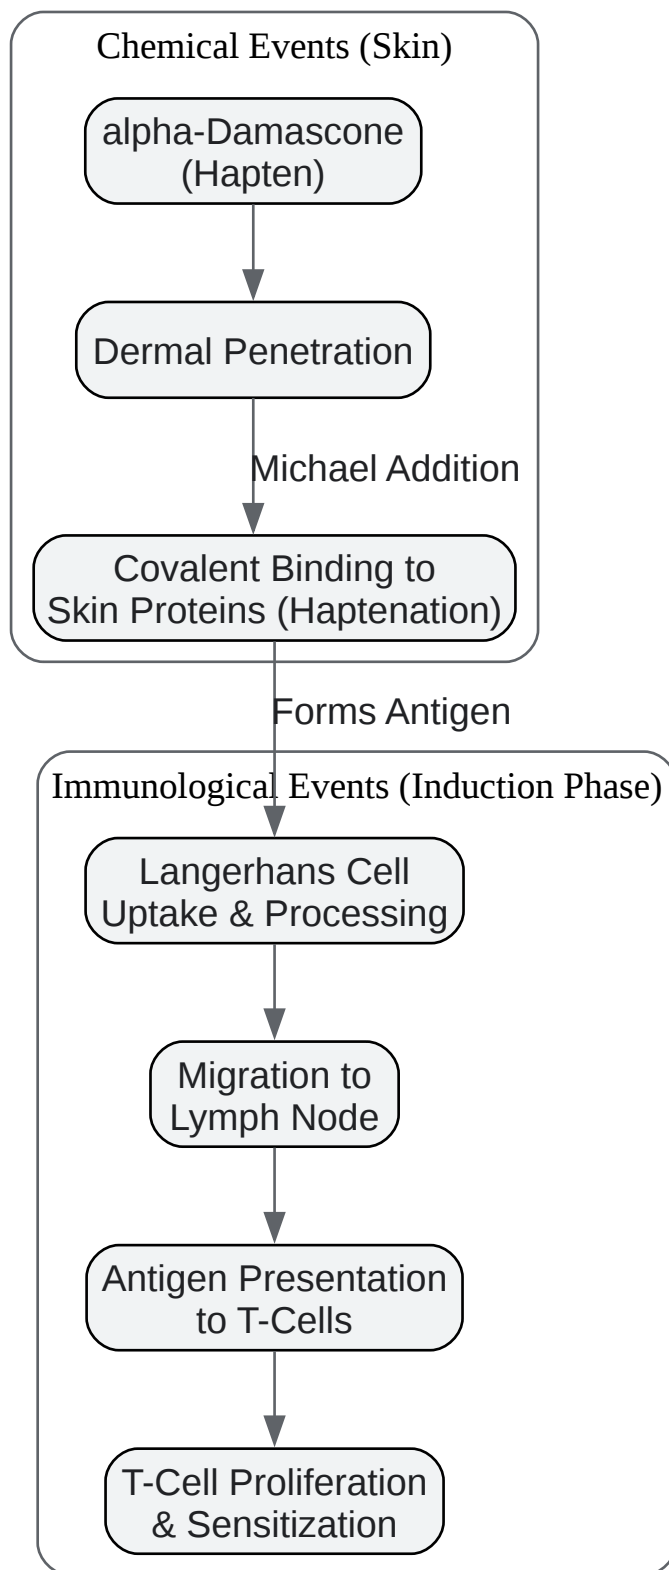 Chemical Events (Skin)
alpha-Damascone
(Hapten)
Dermal Penetration
Michael Addition
Covalent Binding to
Skin Proteins (Haptenation)
Forms Antigen
Immunological Events (Induction Phase)
Langerhans Cell
Uptake & Processing
Migration to
Lymph Node
Antigen Presentation
to T-Cells
T-Cell Proliferation
& Sensitization